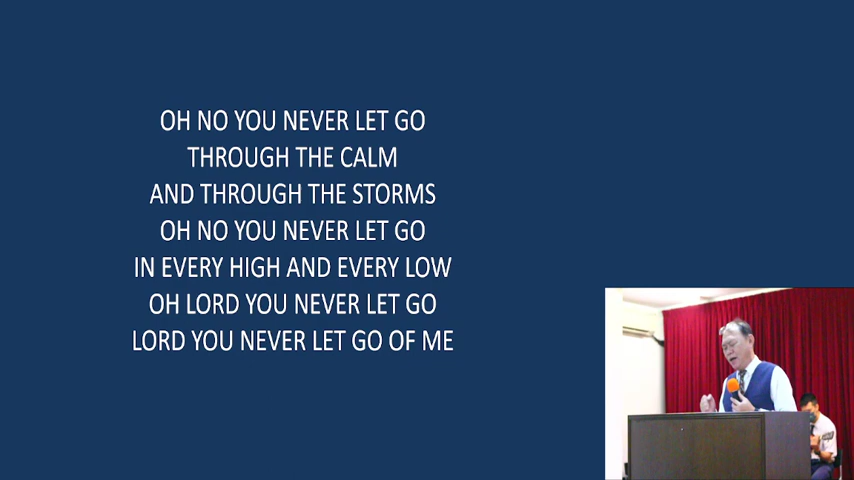 OH NO YOU NEVER LET GO
THROUGH THE CALM
AND THROUGH THE STORMS
OH NO YOU NEVER LET GO
IN EVERY HIGH AND EVERY LOW
OH LORD YOU NEVER LET GO
LORD YOU NEVER LET GO OF ME